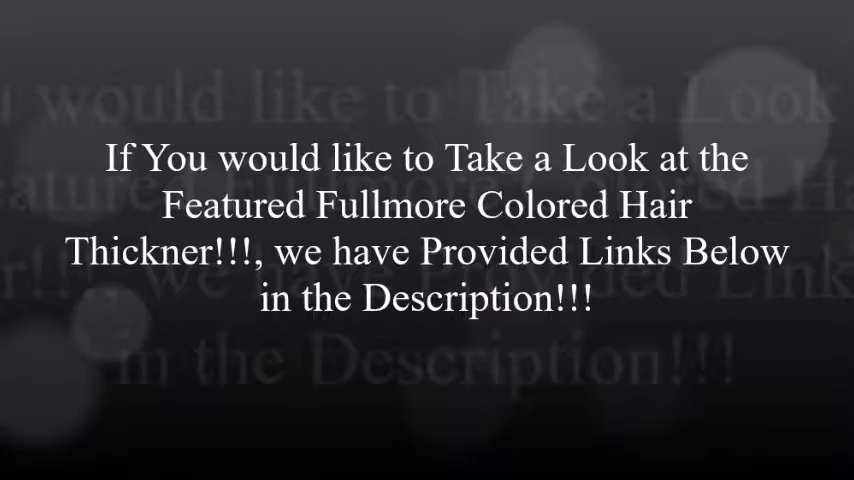 If You would like to Take a Look at the
Featured Fullmore Colored Hair
Thickner!!!, we have Provided Links Below
in the Description!!!